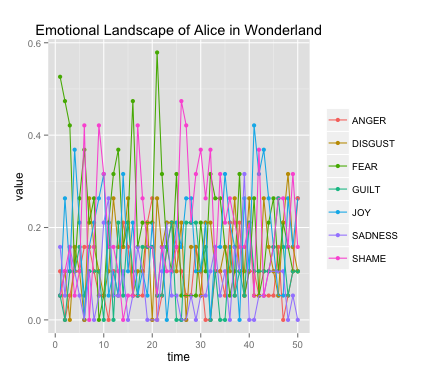 Emotional Landscape of Alice in Wonderland
0.6
0.4
0.2
0.0
value
0 10 20 30 40 50
time
ANGER
DISGUST
FEAR
GUILT
JOY
SADNESS
SHAME